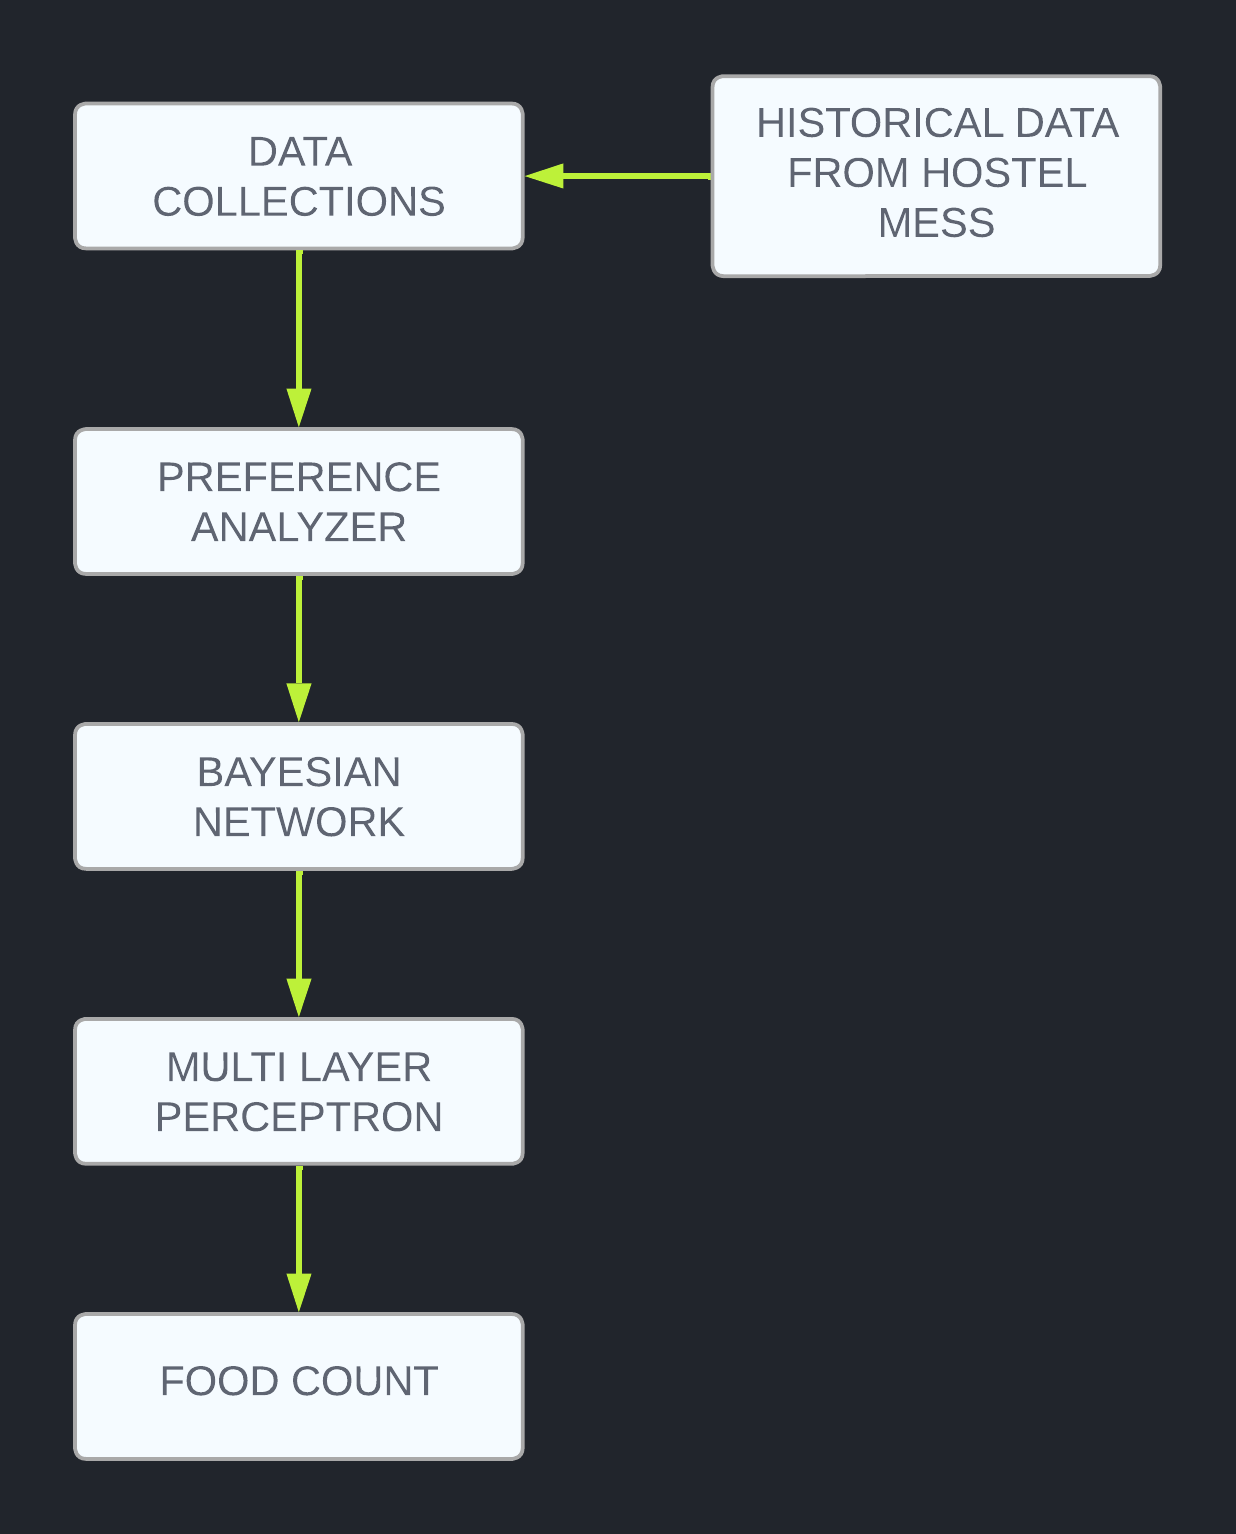 DATA
COLLECTIONS
HISTORICAL DATA
FROM HOSTEL
MESS
PREFERENCE
ANALYZER
BAYESIAN
NETWORK
MULTI LAYER
PERCEPTRON
FOOD COUNT